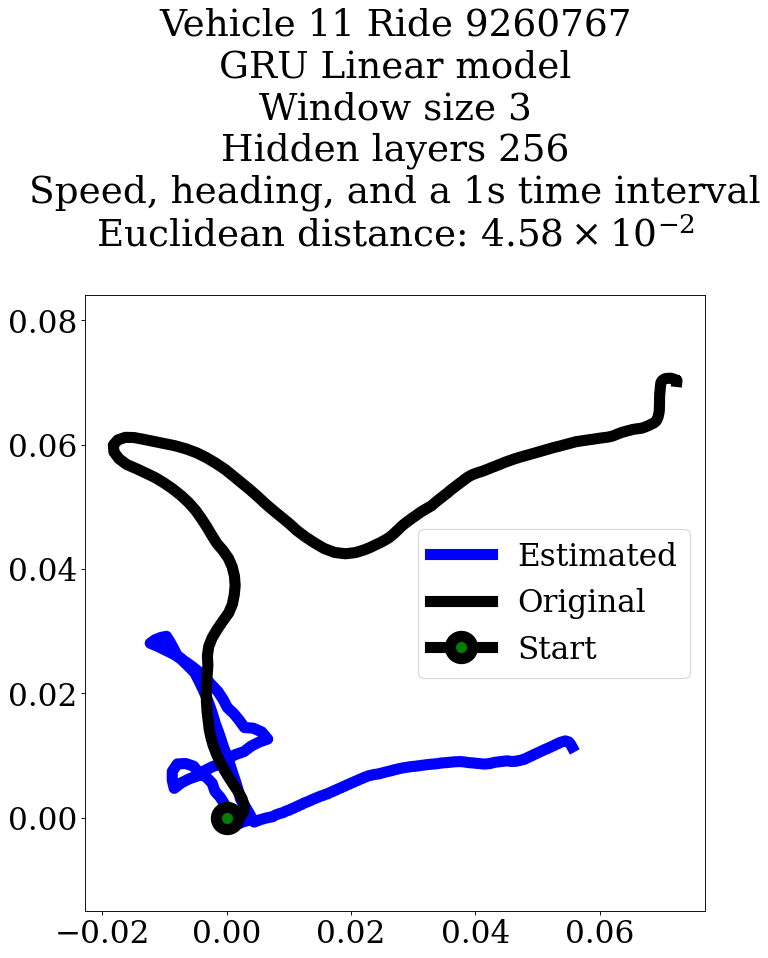 Vehicle 11 Ride 9260767
GRU Linear model
Window size 3
Hidden layers 256
Speed, heading, and a 1s time interval
Euclidean distance: 4.58 × 10⁻²
0.08
0.06
0.04
0.02
0.00
Estimated
Original
Start
−0.02 0.00 0.02 0.04 0.06